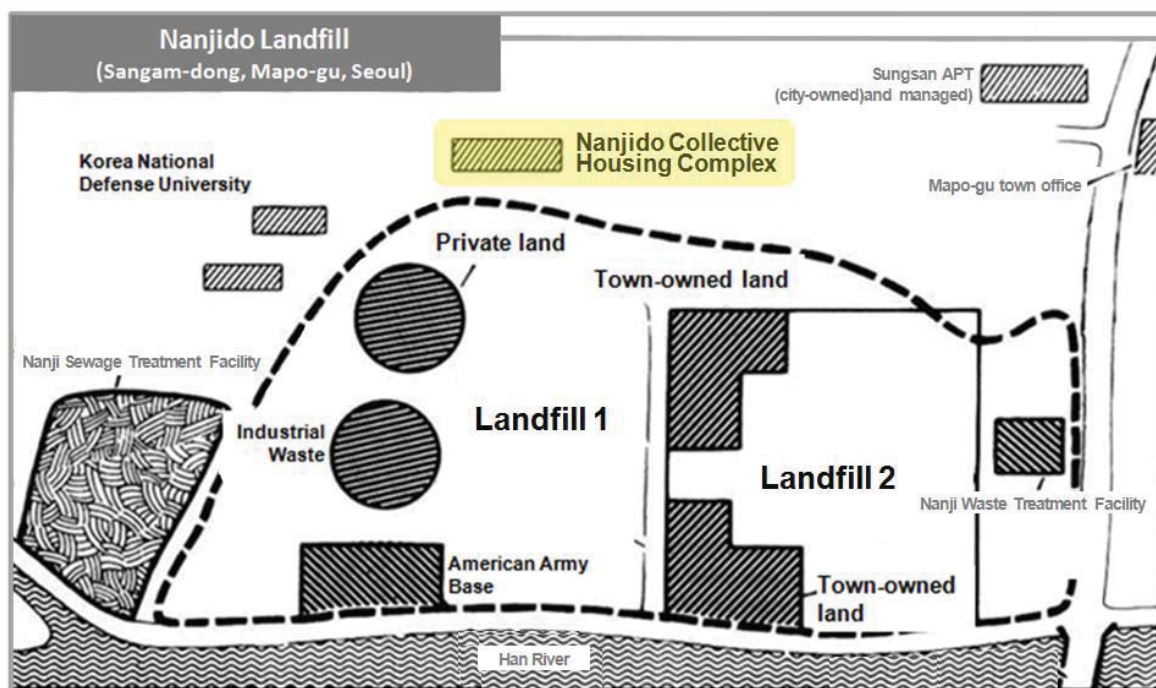 Nanjido Landfill
(Sangam-dong, Mapo-gu, Seoul)
Sungsan APT
(city-owned)and managed)
Nanjido Collective
Housing Complex
Korea National
Defense University
Mapo-gu town office
Private land
Town-owned land
Nanji Sewage Treatment Facility
Landfill 1
Industrial
Waste
Landfill 2
Nanji Waste Treatment Facility
American Army
Base
Town-owned
land
Han River